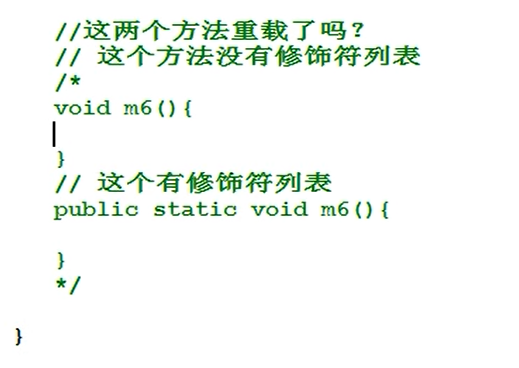 //这两个方法重载了吗?
// 这个方法没有修饰符列表
/*
void m6(){
}
// 这个有修饰符列表
public static void m6(){
}
*/
}